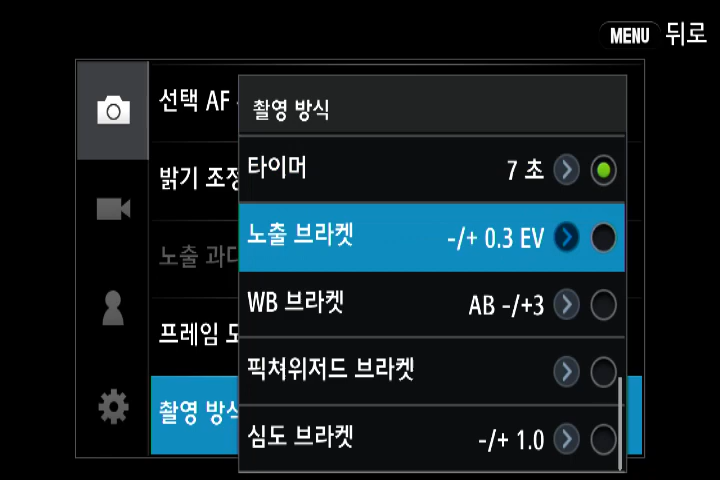 MENU 뒤로
선택 AF
밝기 조정
노출 과다
프레임
촬영 방식
촬영 방식
타이머 7 초
노출 브라켓 -/+ 0.3 EV
WB 브라켓 AB -/+3
픽쳐위저드 브라켓
심도 브라켓 -/+ 1.0